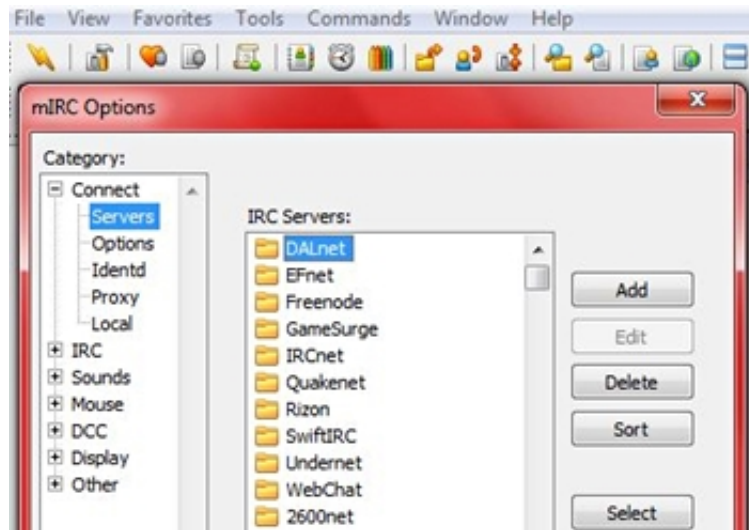 File View Favorites Tools Commands Window Help
mIRC Options
Category:
Connect
Servers
Options
Identd
Proxy
Local
IRC
Sounds
Mouse
DCC
Display
Other
IRC Servers:
DALnet
EFnet
Freenode
GameSurge
IRCnet
Quakenet
Rizon
SwiftIRC
Undernet
WebChat
2600net
Add
Edit
Delete
Sort
Select